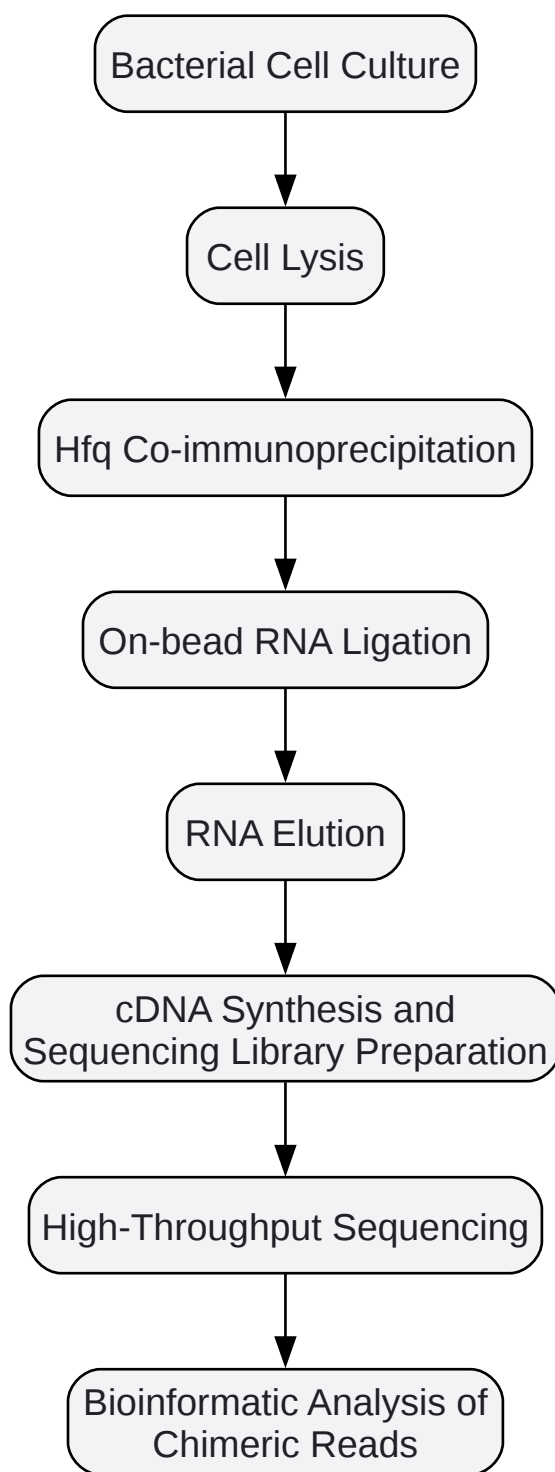 Bacterial Cell Culture
Cell Lysis
Hfq Co-immunoprecipitation
On-bead RNA Ligation
RNA Elution
cDNA Synthesis and
Sequencing Library Preparation
High-Throughput Sequencing
Bioinformatic Analysis of
Chimeric Reads